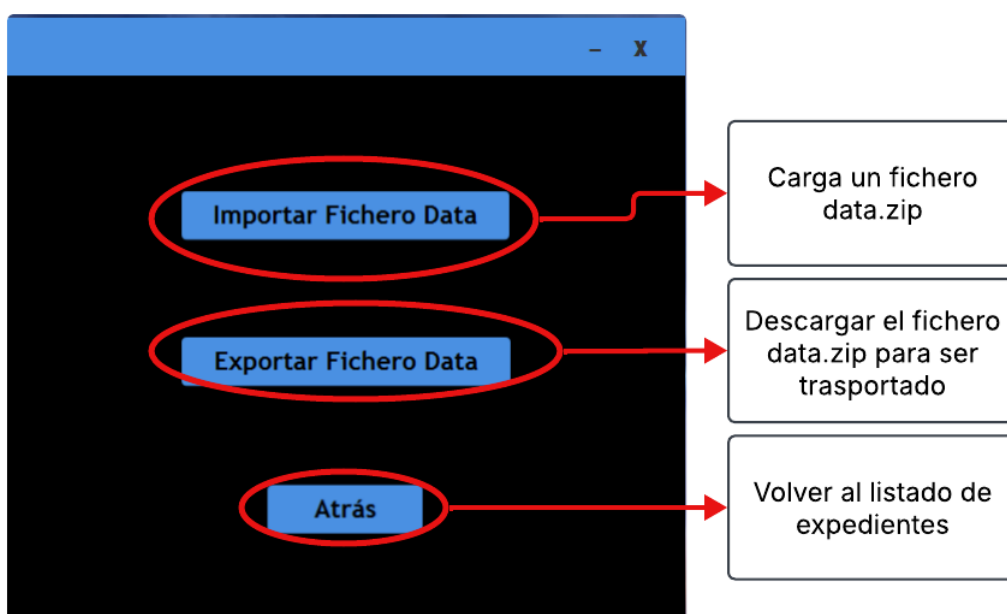 – X
Importar Fichero Data
Carga un fichero
data.zip
Exportar Fichero Data
Descargar el fichero
data.zip para ser
trasportado
Atrás
Volver al listado de
expedientes